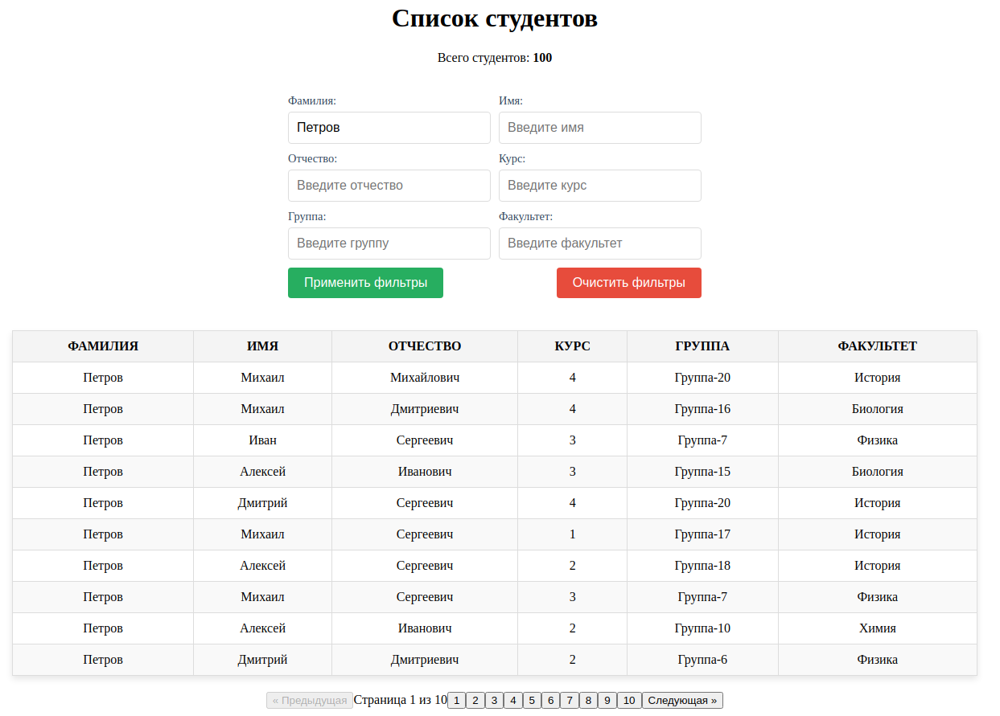 Список студентов
Всего студентов: 100
Фамилия: Имя:
Петров Введите имя
Отчество: Курс:
Введите отчество Введите курс
Группа: Факультет:
Введите группу Введите факультет
Применить фильтры Очистить фильтры
ФАМИЛИЯ ИМЯ ОТЧЕСТВО КУРС ГРУППА ФАКУЛЬТЕТ
Петров Михаил Михайлович 4 Группа-20 История
Петров Михаил Дмитриевич 4 Группа-16 Биология
Петров Иван Сергеевич 3 Группа-7 Физика
Петров Алексей Иванович 3 Группа-15 Биология
Петров Дмитрий Сергеевич 4 Группа-20 История
Петров Михаил Сергеевич 1 Группа-17 История
Петров Алексей Сергеевич 2 Группа-18 История
Петров Михаил Сергеевич 3 Группа-7 Физика
Петров Алексей Иванович 2 Группа-10 Химия
Петров Дмитрий Дмитриевич 2 Группа-6 Физика
« Предыдущая Страница 1 из 10 1 2 3 4 5 6 7 8 9 10 Следующая »